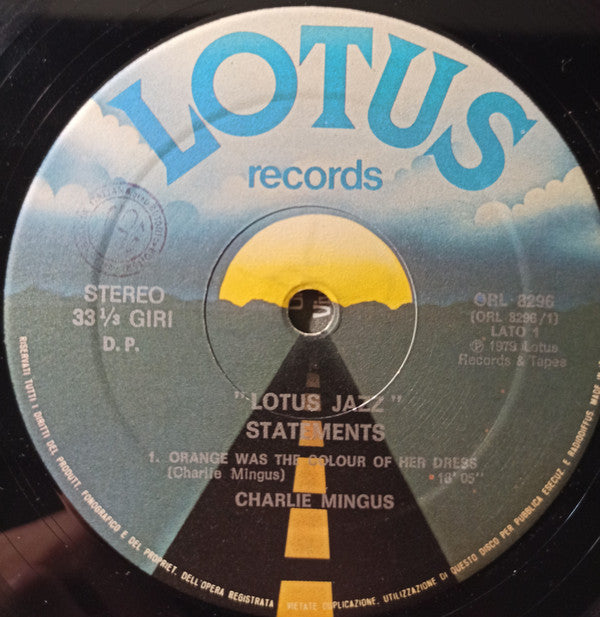 LOTUS
records
STEREO
33 1/3 GIRI
D. P.
ORL 8296
(ORL 8296/1)
LATO 1
℗ 1979 Lotus
Records & Tapes
"LOTUS JAZZ"
STATEMENTS
1. ORANGE WAS THE COLOUR OF HER DRESS
(Charlie Mingus) - 18'05"
CHARLIE MINGUS
RISERVATI TUTTI I DIRITTI DEL PRODUTT. FONOGRAFICO E DEL PROPRIET. DELL'OPERA REGISTRATA - VIETATE DUPLICAZIONE, UTILIZZAZIONE DI QUESTO DISCO PER PUBBLICA ESECUZ. E RADIODIFFUS. MADE IN